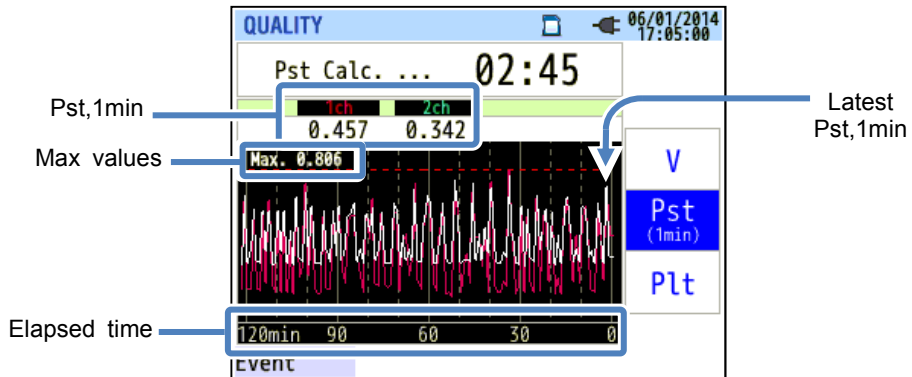 QUALITY
06/01/2014
17:05:00
Pst Calc. ... 02:45
Pst,1min
1ch 2ch
0.457 0.342
Latest
Pst,1min
Max values
Max. 0.806
V
Pst
(1min)
Plt
Elapsed time
120min 90 60 30 0
Event